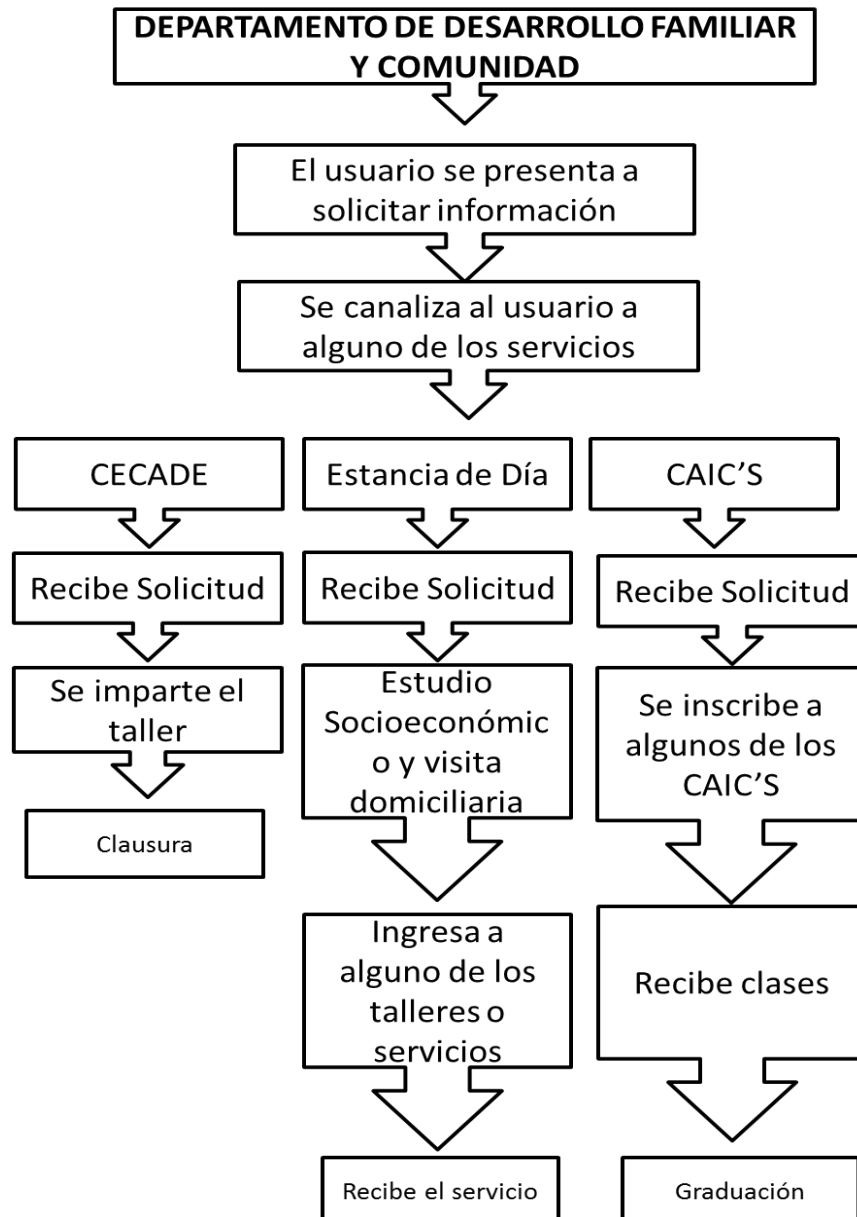 DEPARTAMENTO DE DESARROLLO FAMILIAR
Y COMUNIDAD
El usuario se presenta a
solicitar información
Se canaliza al usuario a
alguno de los servicios
CECADE
Recibe Solicitud
Se imparte el
taller
Clausura
Estancia de Día
Recibe Solicitud
Estudio
Socioeconómic
o y visita
domiciliaria
Ingresa a
alguno de los
talleres o
servicios
Recibe el servicio
CAIC’S
Recibe Solicitud
Se inscribe a
algunos de los
CAIC’S
Recibe clases
Graduación